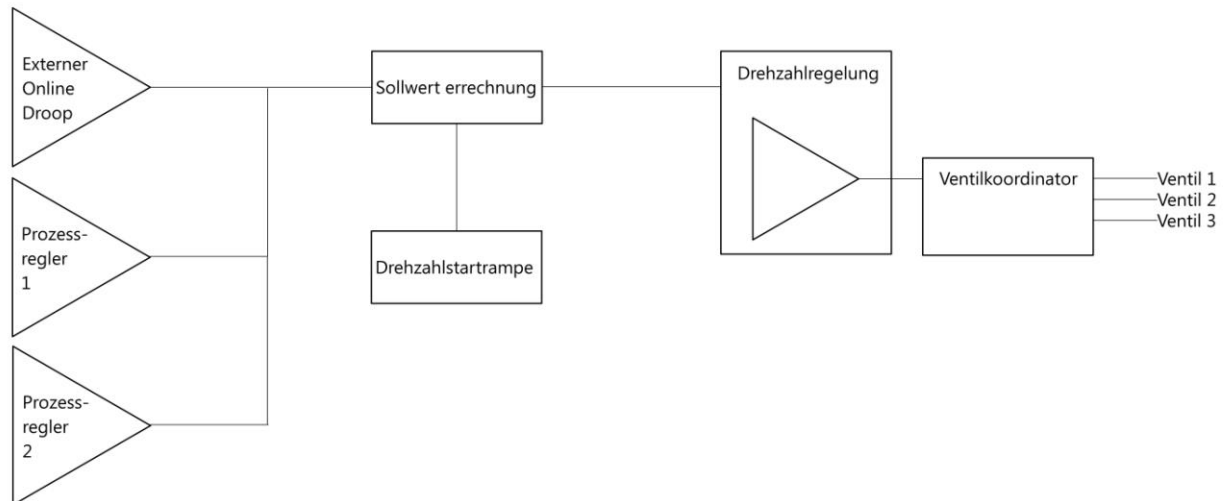 Externer
Online
Droop
Sollwert errechnung
Drehzahlregelung
Prozess-
regler
1
Drehzahlstartrampe
Ventilkoordinator
Ventil 1
Ventil 2
Ventil 3
Prozess-
regler
2